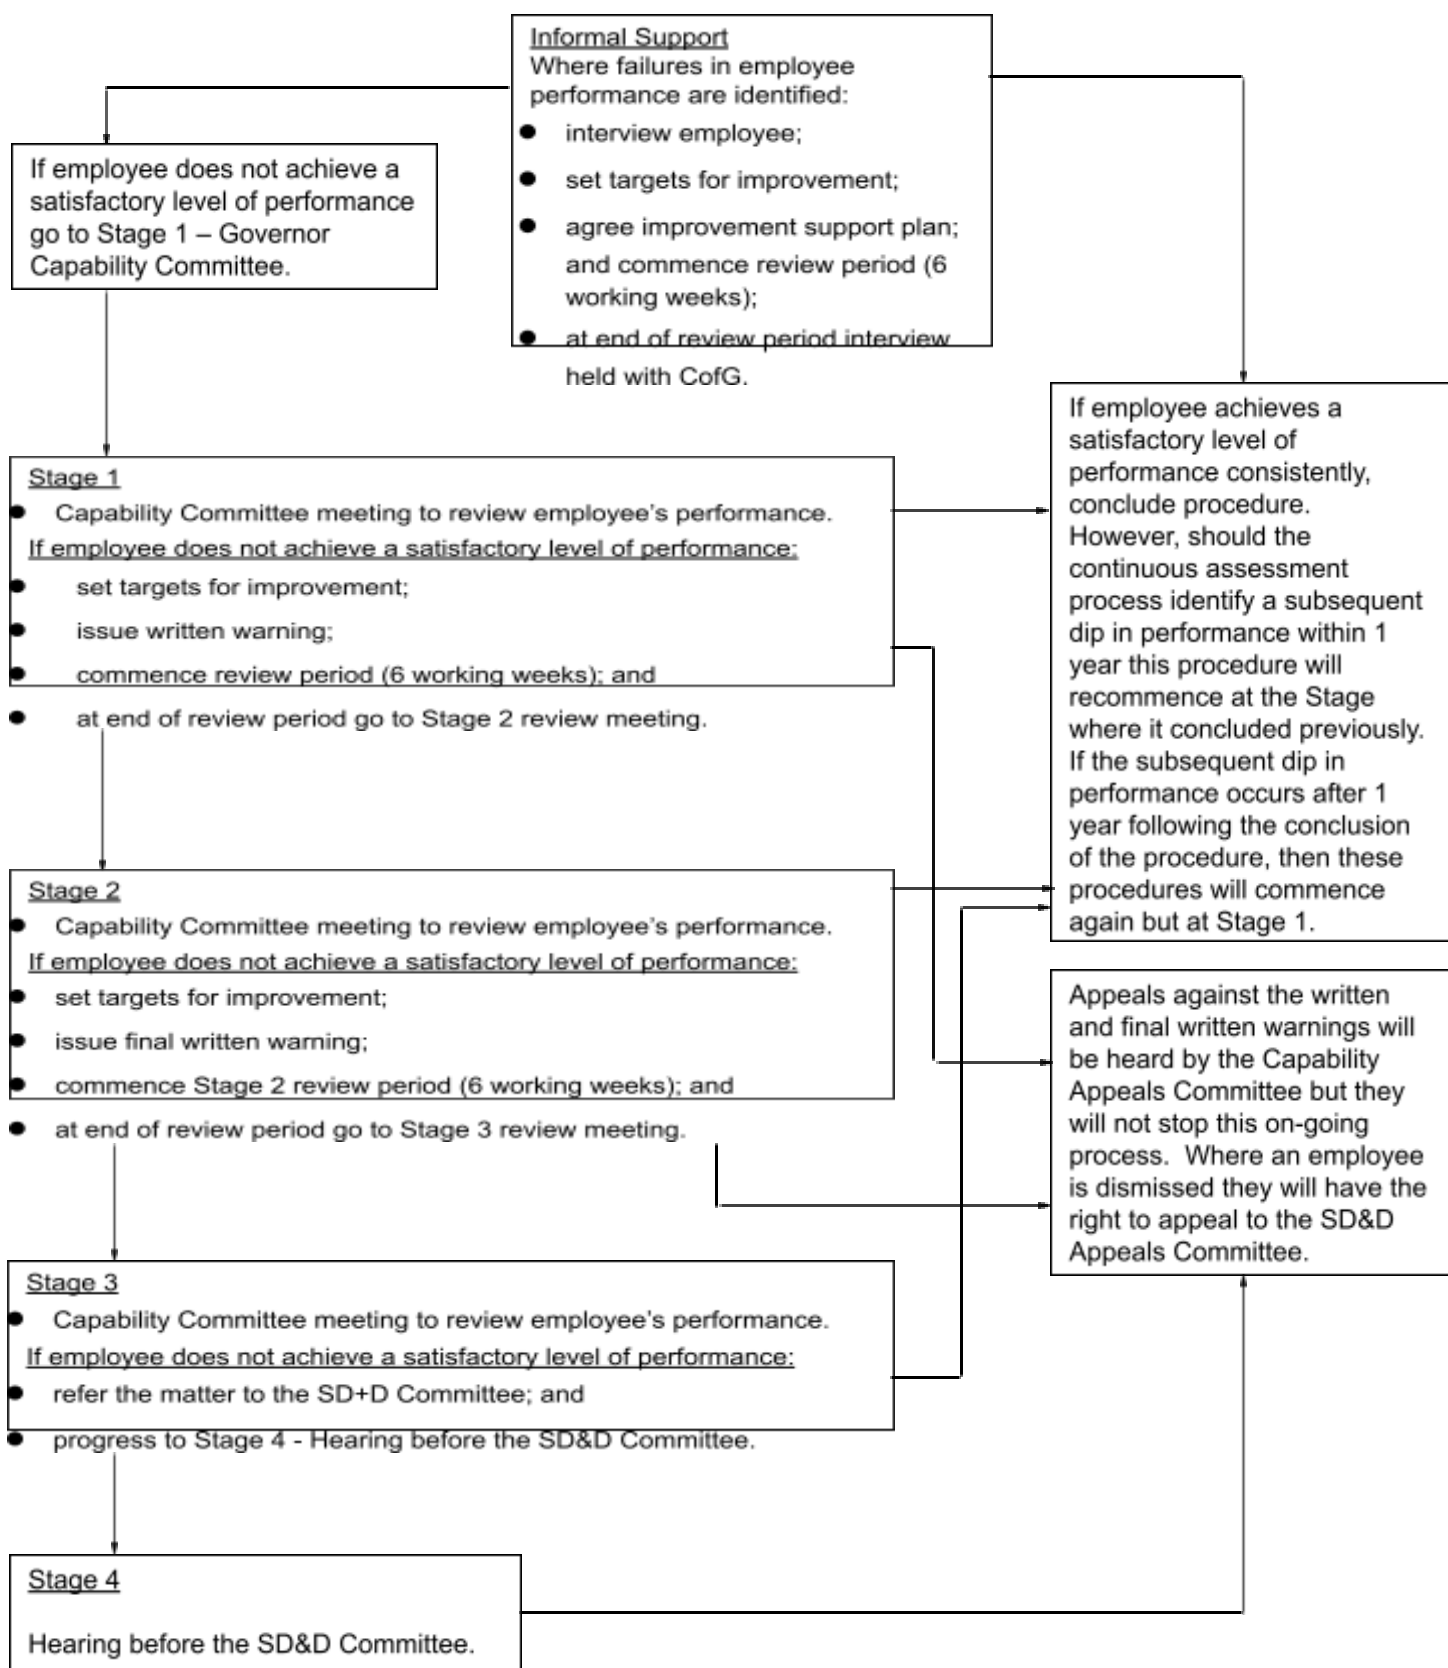 Informal Support
Where failures in employee
performance are identified:
● interview employee;
● set targets for improvement;
● agree improvement support plan;
and commence review period (6
working weeks);
● at end of review period interview
held with CofG.
If employee does not achieve a
satisfactory level of performance
go to Stage 1 – Governor
Capability Committee.
Stage 1
● Capability Committee meeting to review employee’s performance.
If employee does not achieve a satisfactory level of performance:
● set targets for improvement;
● issue written warning;
● commence review period (6 working weeks); and
● at end of review period go to Stage 2 review meeting.
If employee achieves a
satisfactory level of
performance consistently,
conclude procedure.
However, should the
continuous assessment
process identify a subsequent
dip in performance within 1
year this procedure will
recommence at the Stage
where it concluded previously.
If the subsequent dip in
performance occurs after 1
year following the conclusion
of the procedure, then these
procedures will commence
again but at Stage 1.
Stage 2
● Capability Committee meeting to review employee’s performance.
If employee does not achieve a satisfactory level of performance:
● set targets for improvement;
● issue final written warning;
● commence Stage 2 review period (6 working weeks); and
● at end of review period go to Stage 3 review meeting.
Appeals against the written
and final written warnings will
be heard by the Capability
Appeals Committee but they
will not stop this on-going
process.  Where an employee
is dismissed they will have the
right to appeal to the SD&D
Appeals Committee.
Stage 3
● Capability Committee meeting to review employee’s performance.
If employee does not achieve a satisfactory level of performance:
● refer the matter to the SD+D Committee; and
● progress to Stage 4 - Hearing before the SD&D Committee.
Stage 4
Hearing before the SD&D Committee.